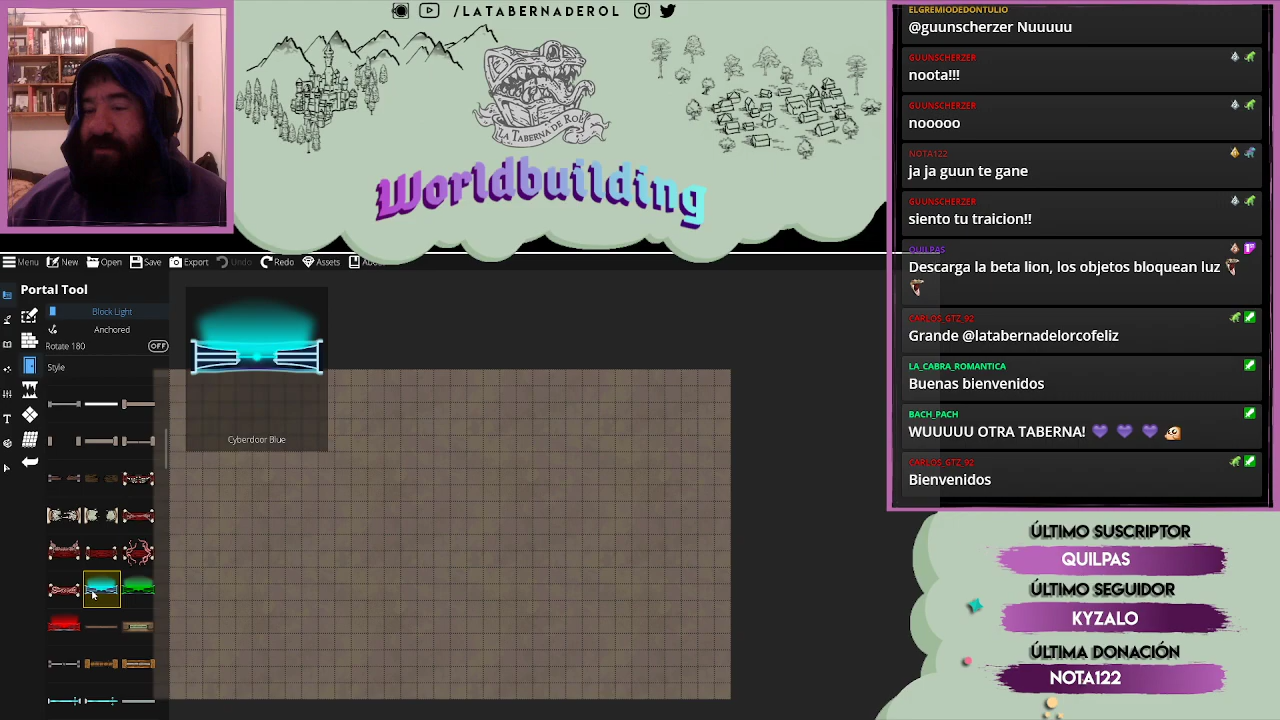 /LATABERNADEROL
LA TABERNA DE ROL
Worldbuilding
Menu New Open Save Export Undo Redo Assets
Portal Tool
Block Light
Anchored
Rotate 180 OFF
Style
Cyberdoor Blue
ELGREMIODEDONTULIO
@guunscherzer Nuuuuu
GUUNSCHERZER
noota!!!
GUUNSCHERZER
nooooo
NOTA122
ja ja guun te gane
GUUNSCHERZER
siento tu traicion!!
QUILPAS
Descarga la beta lion, los objetos bloquean luz
CARLOS_GTZ_92
Grande @latabernadelorcofeliz
LA_CABRA_ROMANTICA
Buenas bienvenidos
BACH_PACH
WUUUUU OTRA TABERNA!
CARLOS_GTZ_92
Bienvenidos
ÚLTIMO SUSCRIPTOR
QUILPAS
ÚLTIMO SEGUIDOR
KYZALO
ÚLTIMA DONACIÓN
NOTA122